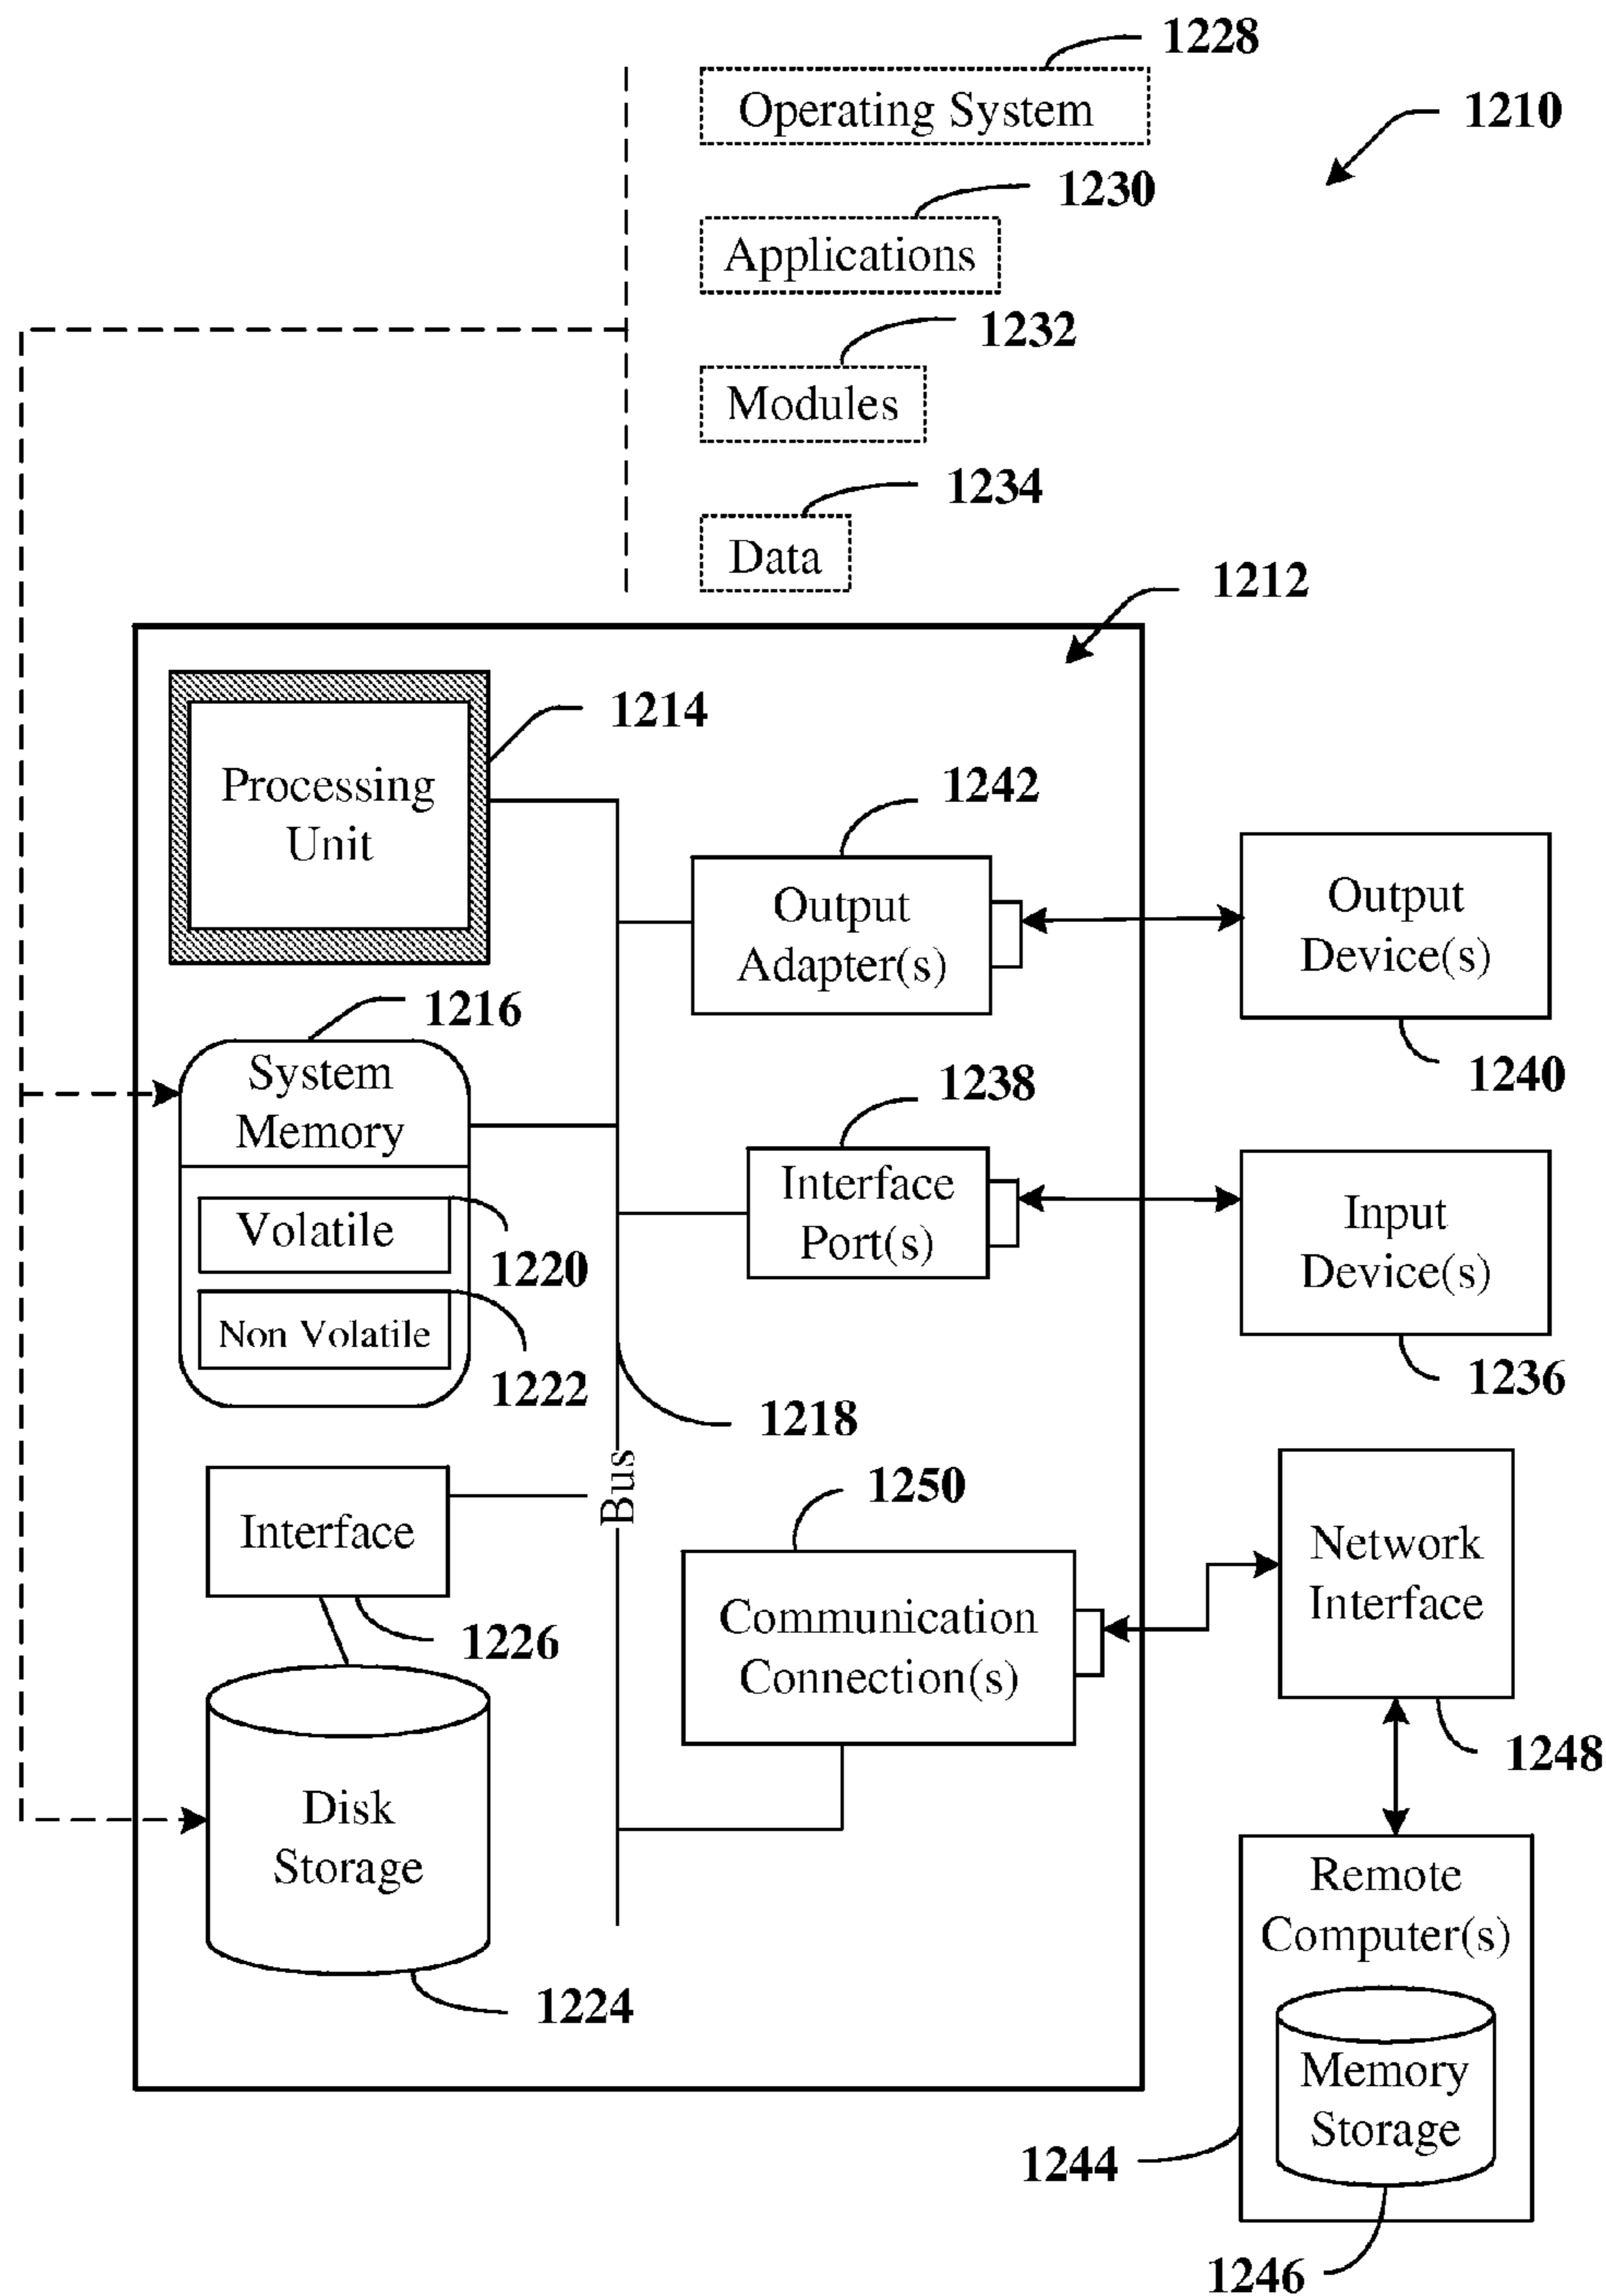 1228
Operating System
1210
1230
Applications
1232
Modules
1234
Data
1212
1214
Processing
Unit
1242
Output
Adapter(s)
Output
Device(s)
1240
1216
System
Memory
1238
Interface
Port(s)
Input
Device(s)
1236
Volatile
1220
Non Volatile
1222
1218
Bus
Interface
1226
1250
Communication
Connection(s)
Network
Interface
1248
Disk
Storage
1224
Remote
Computer(s)
Memory
Storage
1244
1246